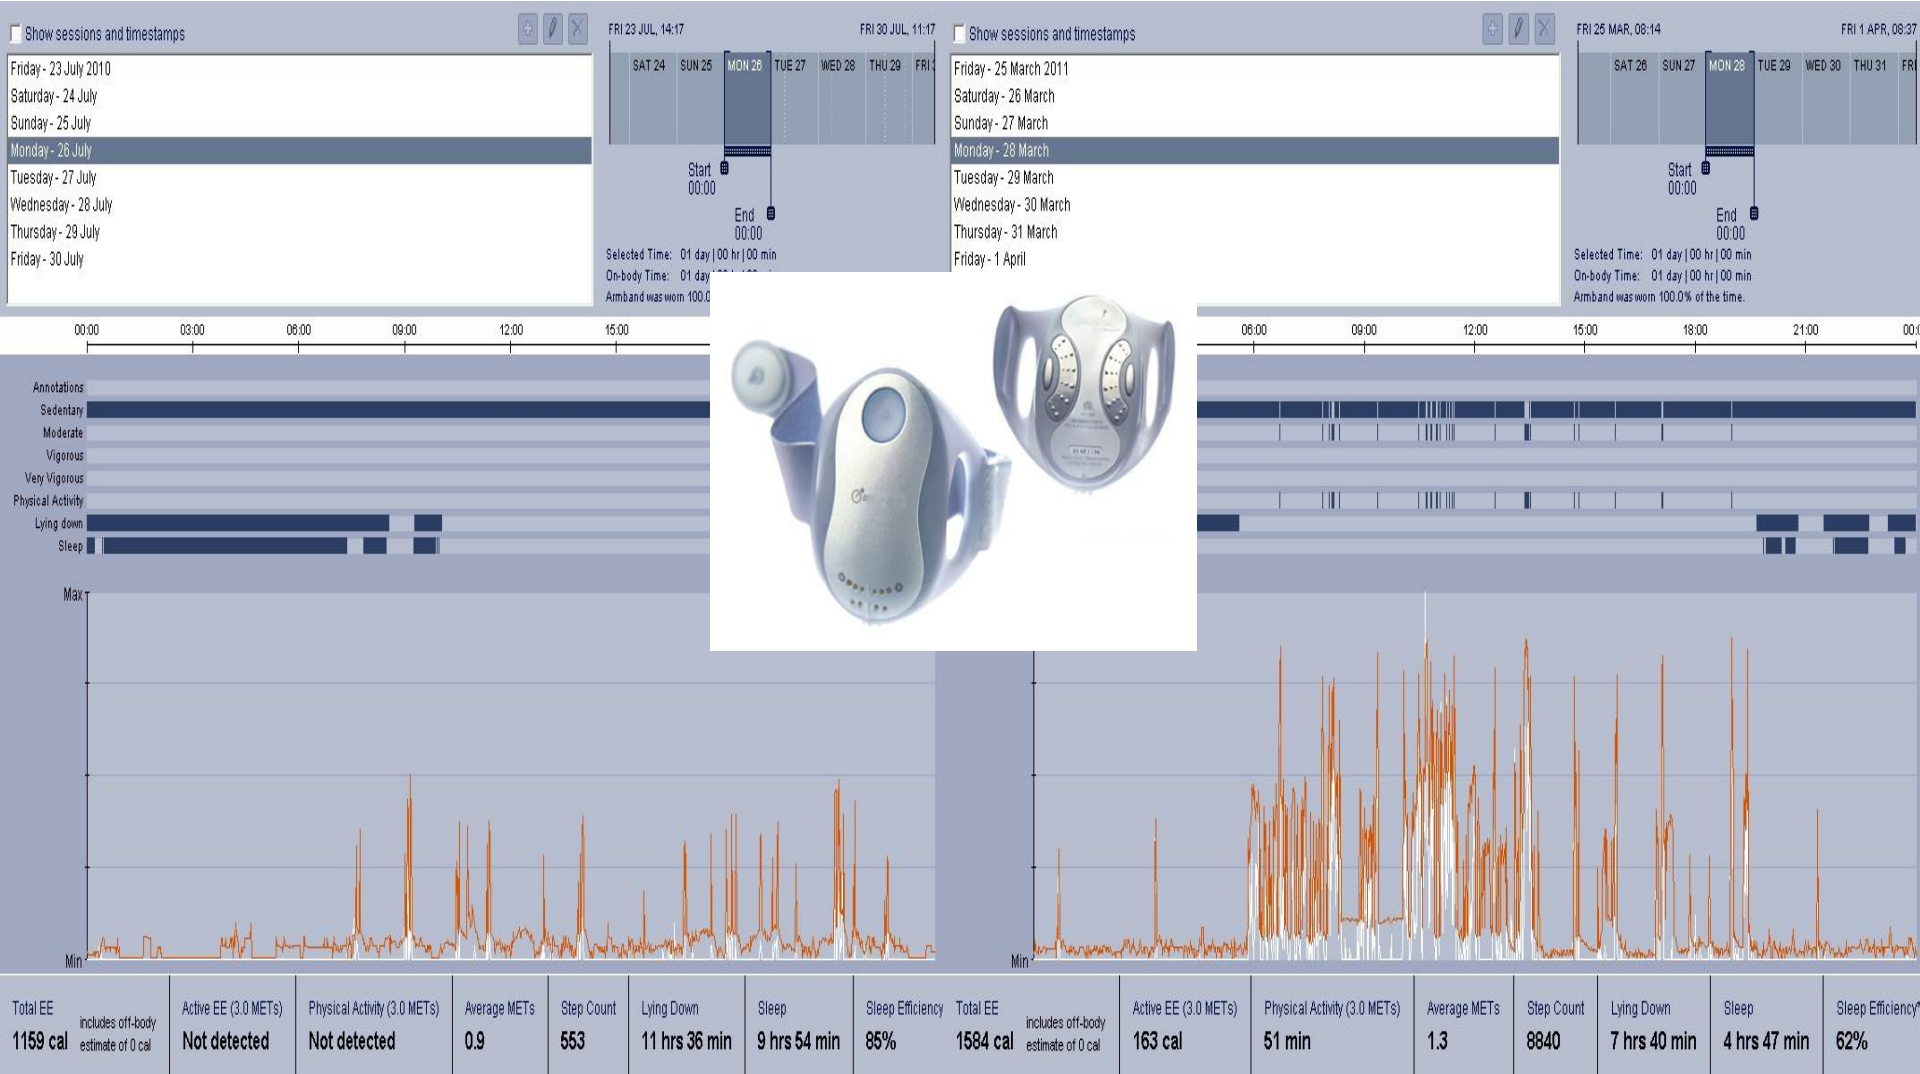 Show sessions and timestamps
Friday - 23 July 2010
Saturday - 24 July
Sunday - 25 July
Monday - 26 July
Tuesday - 27 July
Wednesday - 28 July
Thursday - 29 July
Friday - 30 July
FRI 23 JUL, 14:17 FRI 30 JUL, 11:17
SAT 24 SUN 25 MON 26 TUE 27 WED 28 THU 29 FRI
Start
00:00
End
00:00
Selected Time: 01 day | 00 hr | 00 min
On-body Time: 01 day
Armband was worn 100.0
Show sessions and timestamps
Friday - 25 March 2011
Saturday - 26 March
Sunday - 27 March
Monday - 28 March
Tuesday - 29 March
Wednesday - 30 March
Thursday - 31 March
Friday - 1 April
FRI 25 MAR, 08:14 FRI 1 APR, 08:37
SAT 26 SUN 27 MON 28 TUE 29 WED 30 THU 31 FRI
Start
00:00
End
00:00
Selected Time: 01 day | 00 hr | 00 min
On-body Time: 01 day | 00 hr | 00 min
Armband was worn 100.0% of the time.
00:00 03:00 06:00 09:00 12:00 15:00
06:00 09:00 12:00 15:00 18:00 21:00 00:0
Annotations
Sedentary
Moderate
Vigorous
Very Vigorous
Physical Activity
Lying down
Sleep
Max
Min
Min
Total EE
1159 cal
includes off-body
estimate of 0 cal
Active EE (3.0 METs)
Not detected
Physical Activity (3.0 METs)
Not detected
Average METs
0.9
Step Count
553
Lying Down
11 hrs 36 min
Sleep
9 hrs 54 min
Sleep Efficiency
85%
Total EE
1584 cal
includes off-body
estimate of 0 cal
Active EE (3.0 METs)
163 cal
Physical Activity (3.0 METs)
51 min
Average METs
1.3
Step Count
8840
Lying Down
7 hrs 40 min
Sleep
4 hrs 47 min
Sleep Efficiency*
62%